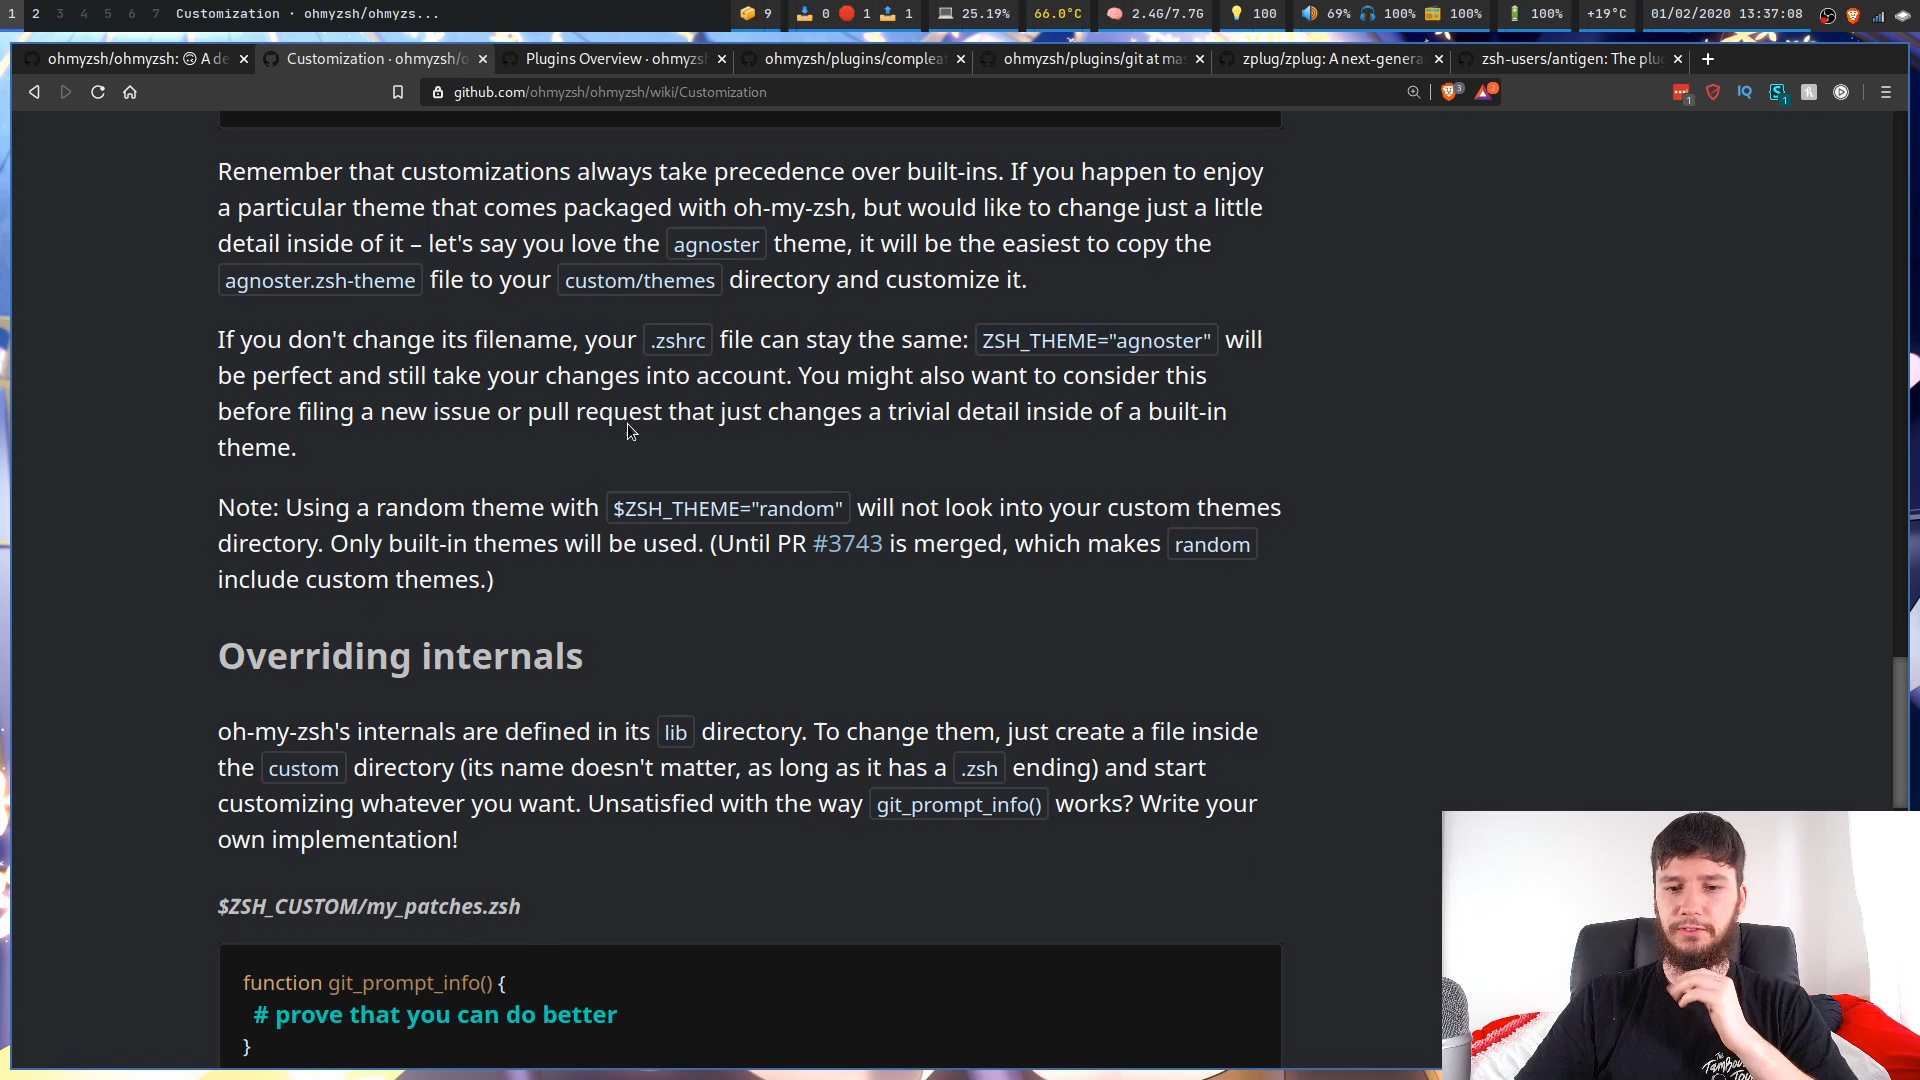 1 2 3 4 5 6 7 Customization · ohmyzsh/ohmyzs... 9 0 1 1 25.19% 66.0°C 2.4G/7.7G 100 69% 100% 100% 100% +19°C 01/02/2020 13:37:08
ohmyzsh/ohmyzsh: A de Customization · ohmyzsh/o Plugins Overview · ohmyzsh ohmyzsh/plugins/compleat ohmyzsh/plugins/git at mas zplug/zplug: A next-genera zsh-users/antigen: The plug
github.com/ohmyzsh/ohmyzsh/wiki/Customization 3 2 1 IQ 1
Remember that customizations always take precedence over built-ins. If you happen to enjoy
a particular theme that comes packaged with oh-my-zsh, but would like to change just a little
detail inside of it – let's say you love the agnoster theme, it will be the easiest to copy the
agnoster.zsh-theme file to your custom/themes directory and customize it.
If you don't change its filename, your .zshrc file can stay the same: ZSH_THEME="agnoster" will
be perfect and still take your changes into account. You might also want to consider this
before filing a new issue or pull request that just changes a trivial detail inside of a built-in
theme.
Note: Using a random theme with $ZSH_THEME="random" will not look into your custom themes
directory. Only built-in themes will be used. (Until PR #3743 is merged, which makes random
include custom themes.)
Overriding internals
oh-my-zsh's internals are defined in its lib directory. To change them, just create a file inside
the custom directory (its name doesn't matter, as long as it has a .zsh ending) and start
customizing whatever you want. Unsatisfied with the way git_prompt_info() works? Write your
own implementation!
$ZSH_CUSTOM/my_patches.zsh
function git_prompt_info() {
# prove that you can do better
}